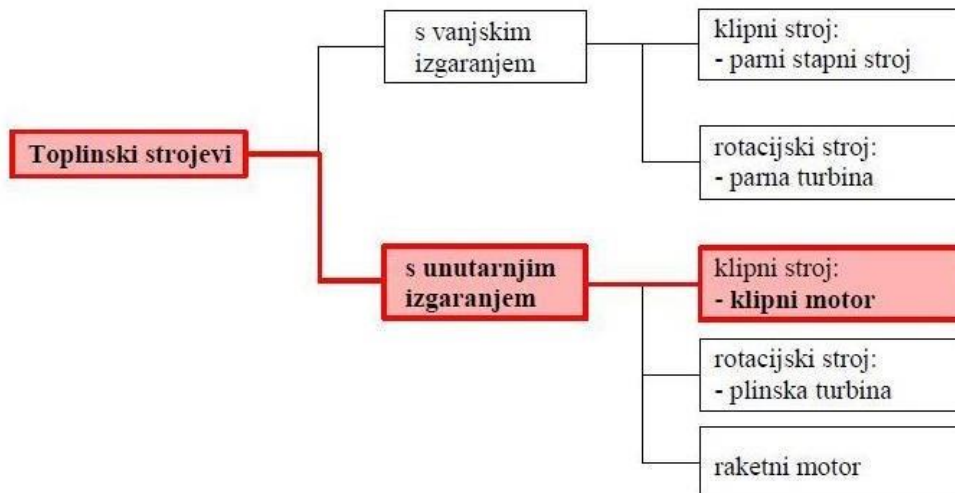 s vanjskim
izgaranjem
klipni stroj:
- parni stapni stroj
Toplinski strojevi
rotacijski stroj:
- parna turbina
s unutarnjim
izgaranjem
klipni stroj:
- klipni motor
rotacijski stroj:
- plinska turbina
raketni motor